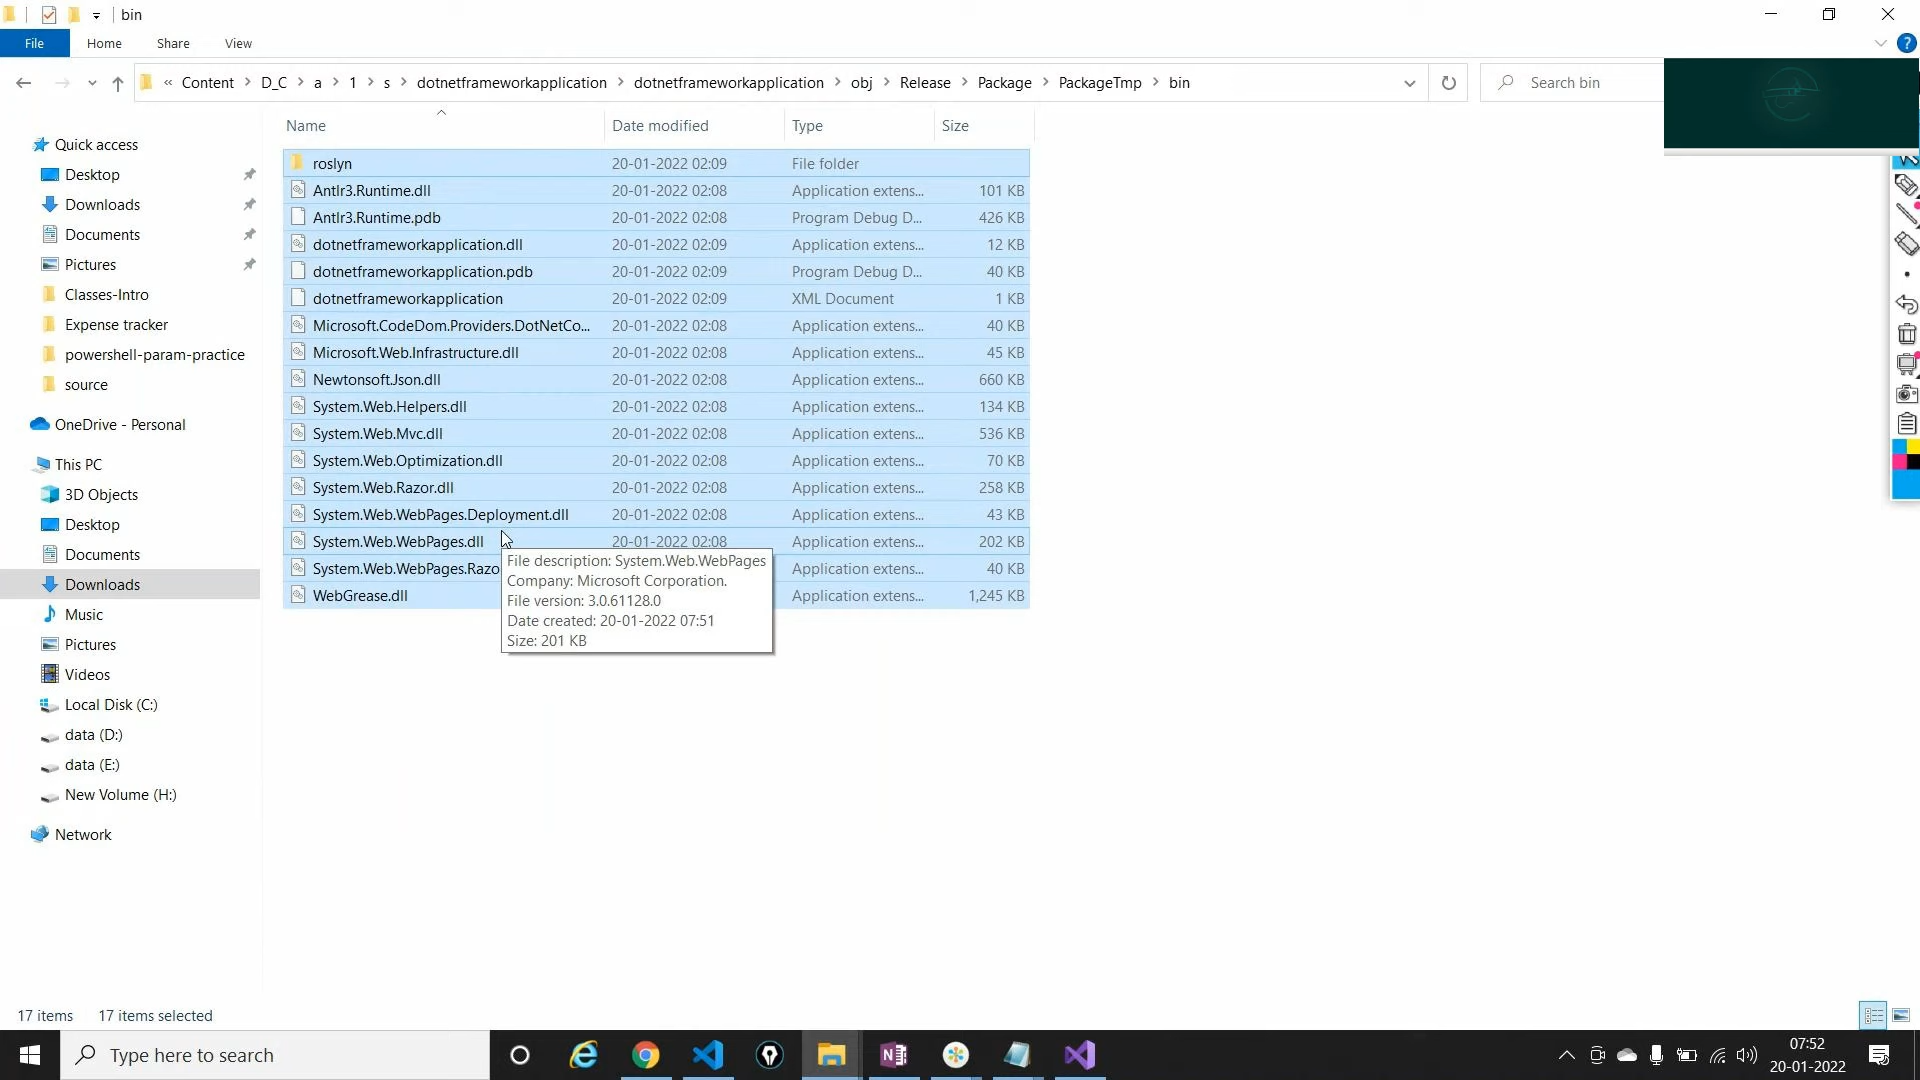 bin
File
Home
Share
View
«
Content
D_C
a
1
s
dotnetframeworkapplication
dotnetframeworkapplication
obj
Release
Package
PackageTmp
bin
Search bin
Name
Date modified
Type
Size
Quick access
Desktop
Downloads
Documents
Pictures
Classes-Intro
Expense tracker
powershell-param-practice
source
OneDrive - Personal
This PC
3D Objects
Desktop
Documents
Downloads
Music
Pictures
Videos
Local Disk (C:)
data (D:)
data (E:)
New Volume (H:)
Network
roslyn 20-01-2022 02:09 File folder
Antlr3.Runtime.dll 20-01-2022 02:08 Application extens... 101 KB
Antlr3.Runtime.pdb 20-01-2022 02:08 Program Debug D... 426 KB
dotnetframeworkapplication.dll 20-01-2022 02:09 Application extens... 12 KB
dotnetframeworkapplication.pdb 20-01-2022 02:09 Program Debug D... 40 KB
dotnetframeworkapplication 20-01-2022 02:09 XML Document 1 KB
Microsoft.CodeDom.Providers.DotNetCo... 20-01-2022 02:08 Application extens... 40 KB
Microsoft.Web.Infrastructure.dll 20-01-2022 02:08 Application extens... 45 KB
Newtonsoft.Json.dll 20-01-2022 02:08 Application extens... 660 KB
System.Web.Helpers.dll 20-01-2022 02:08 Application extens... 134 KB
System.Web.Mvc.dll 20-01-2022 02:08 Application extens... 536 KB
System.Web.Optimization.dll 20-01-2022 02:08 Application extens... 70 KB
System.Web.Razor.dll 20-01-2022 02:08 Application extens... 258 KB
System.Web.WebPages.Deployment.dll 20-01-2022 02:08 Application extens... 43 KB
System.Web.WebPages.dll 20-01-2022 02:08 Application extens... 202 KB
System.Web.WebPages.Razo Application extens... 40 KB
WebGrease.dll Application extens... 1,245 KB
File description: System.Web.WebPages
Company: Microsoft Corporation.
File version: 3.0.61128.0
Date created: 20-01-2022 07:51
Size: 201 KB
17 items
17 items selected
Type here to search
07:52
20-01-2022